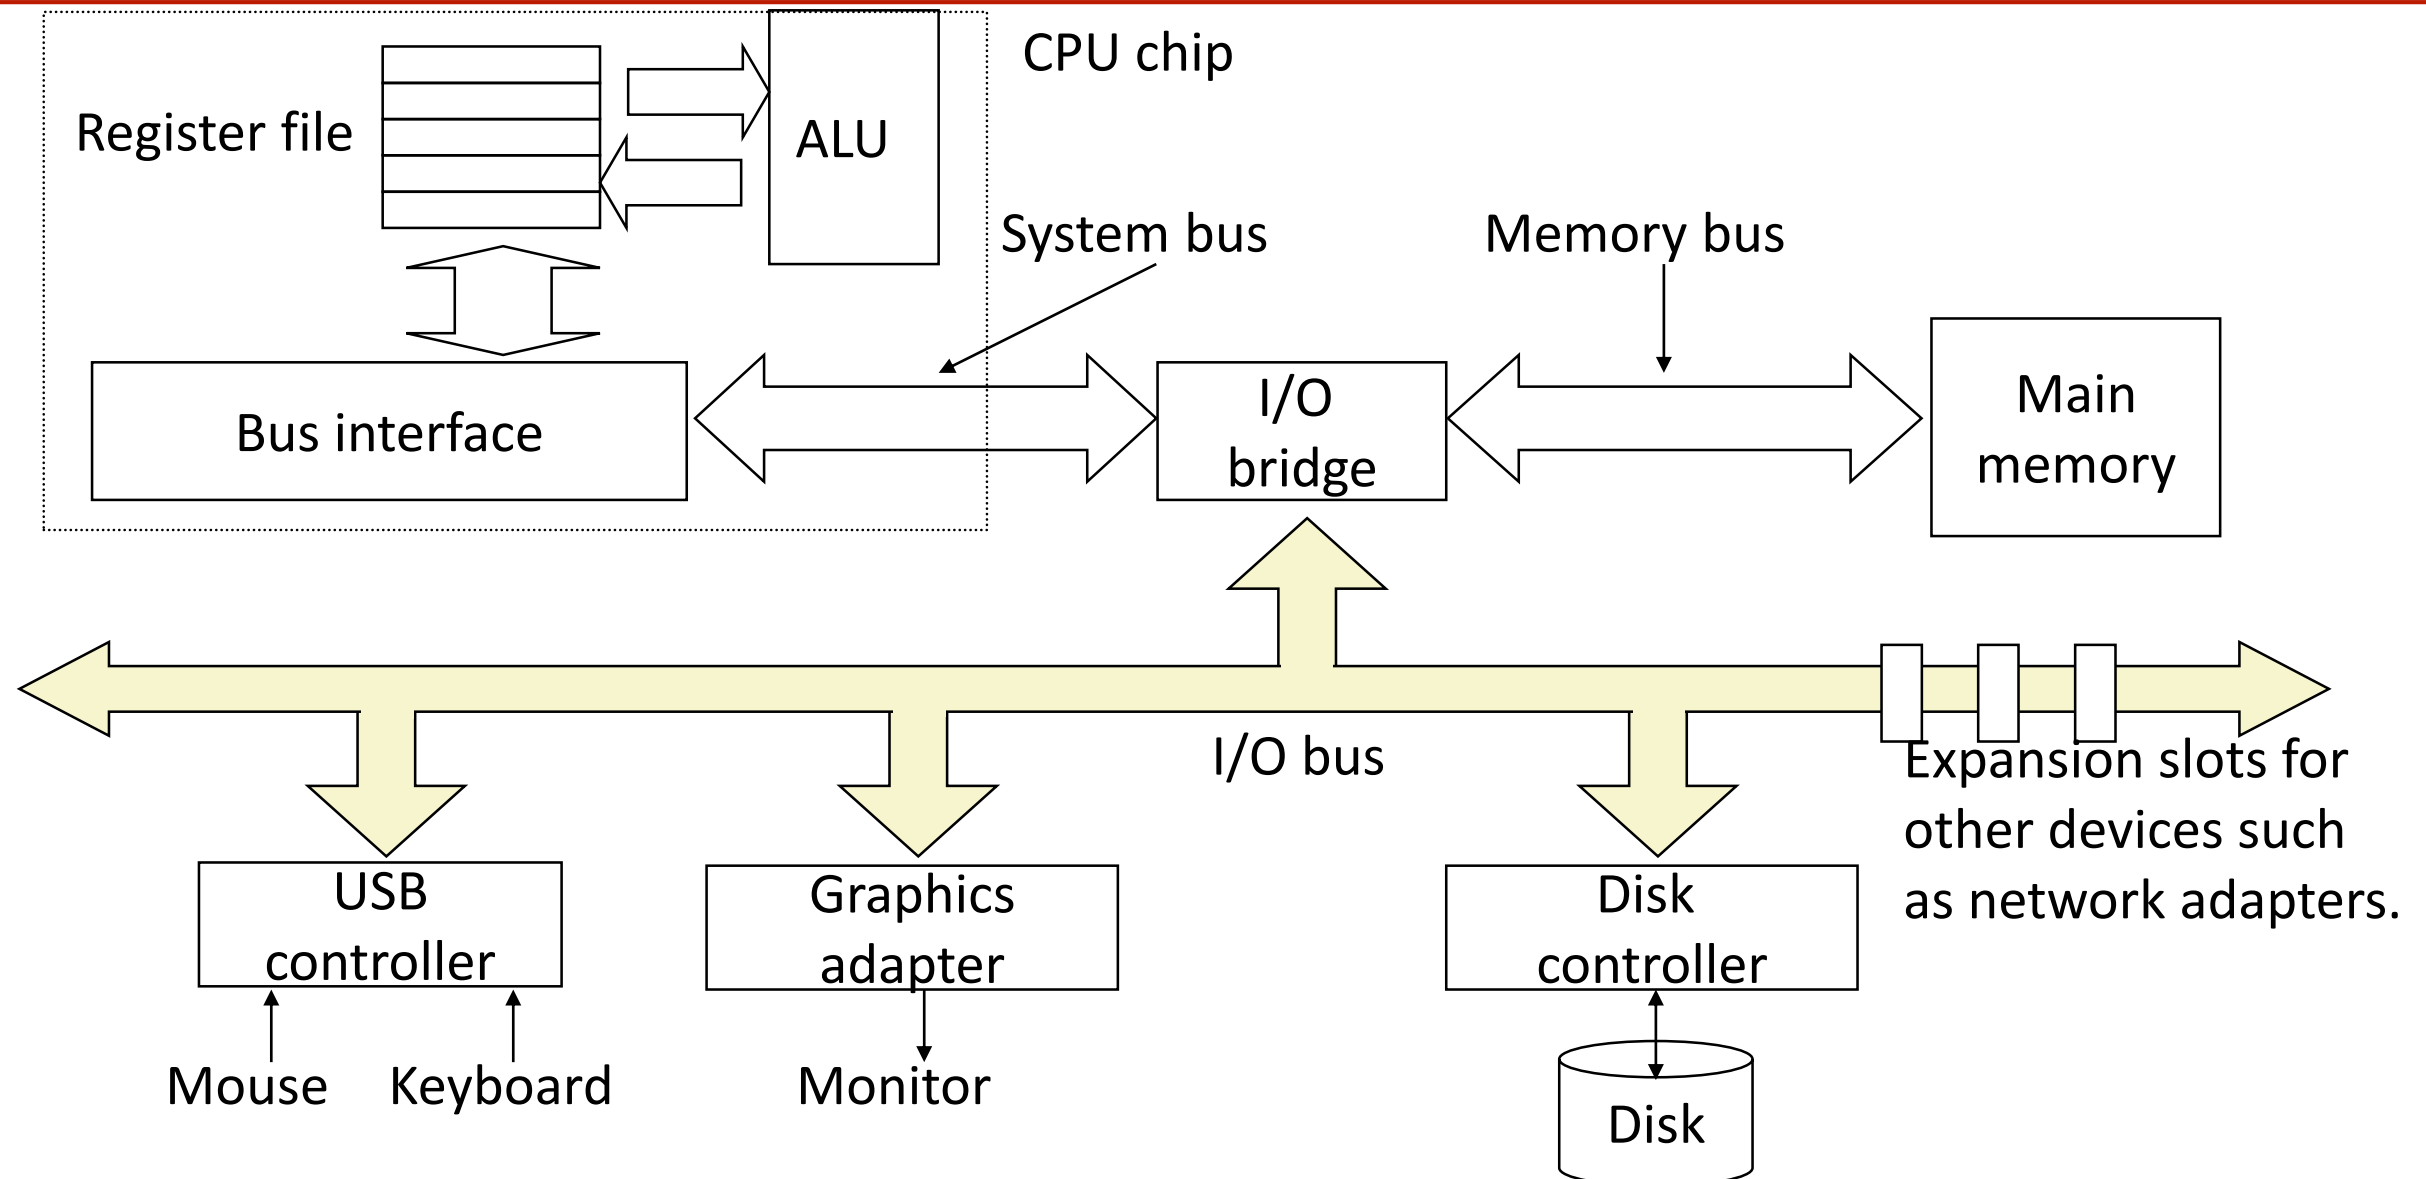 CPU chip
Register file
ALU
System bus
Memory bus
Bus interface
I/O
bridge
Main
memory
I/O bus
Expansion slots for
other devices such
as network adapters.
USB
controller
Graphics
adapter
Disk
controller
Mouse
Keyboard
Monitor
Disk